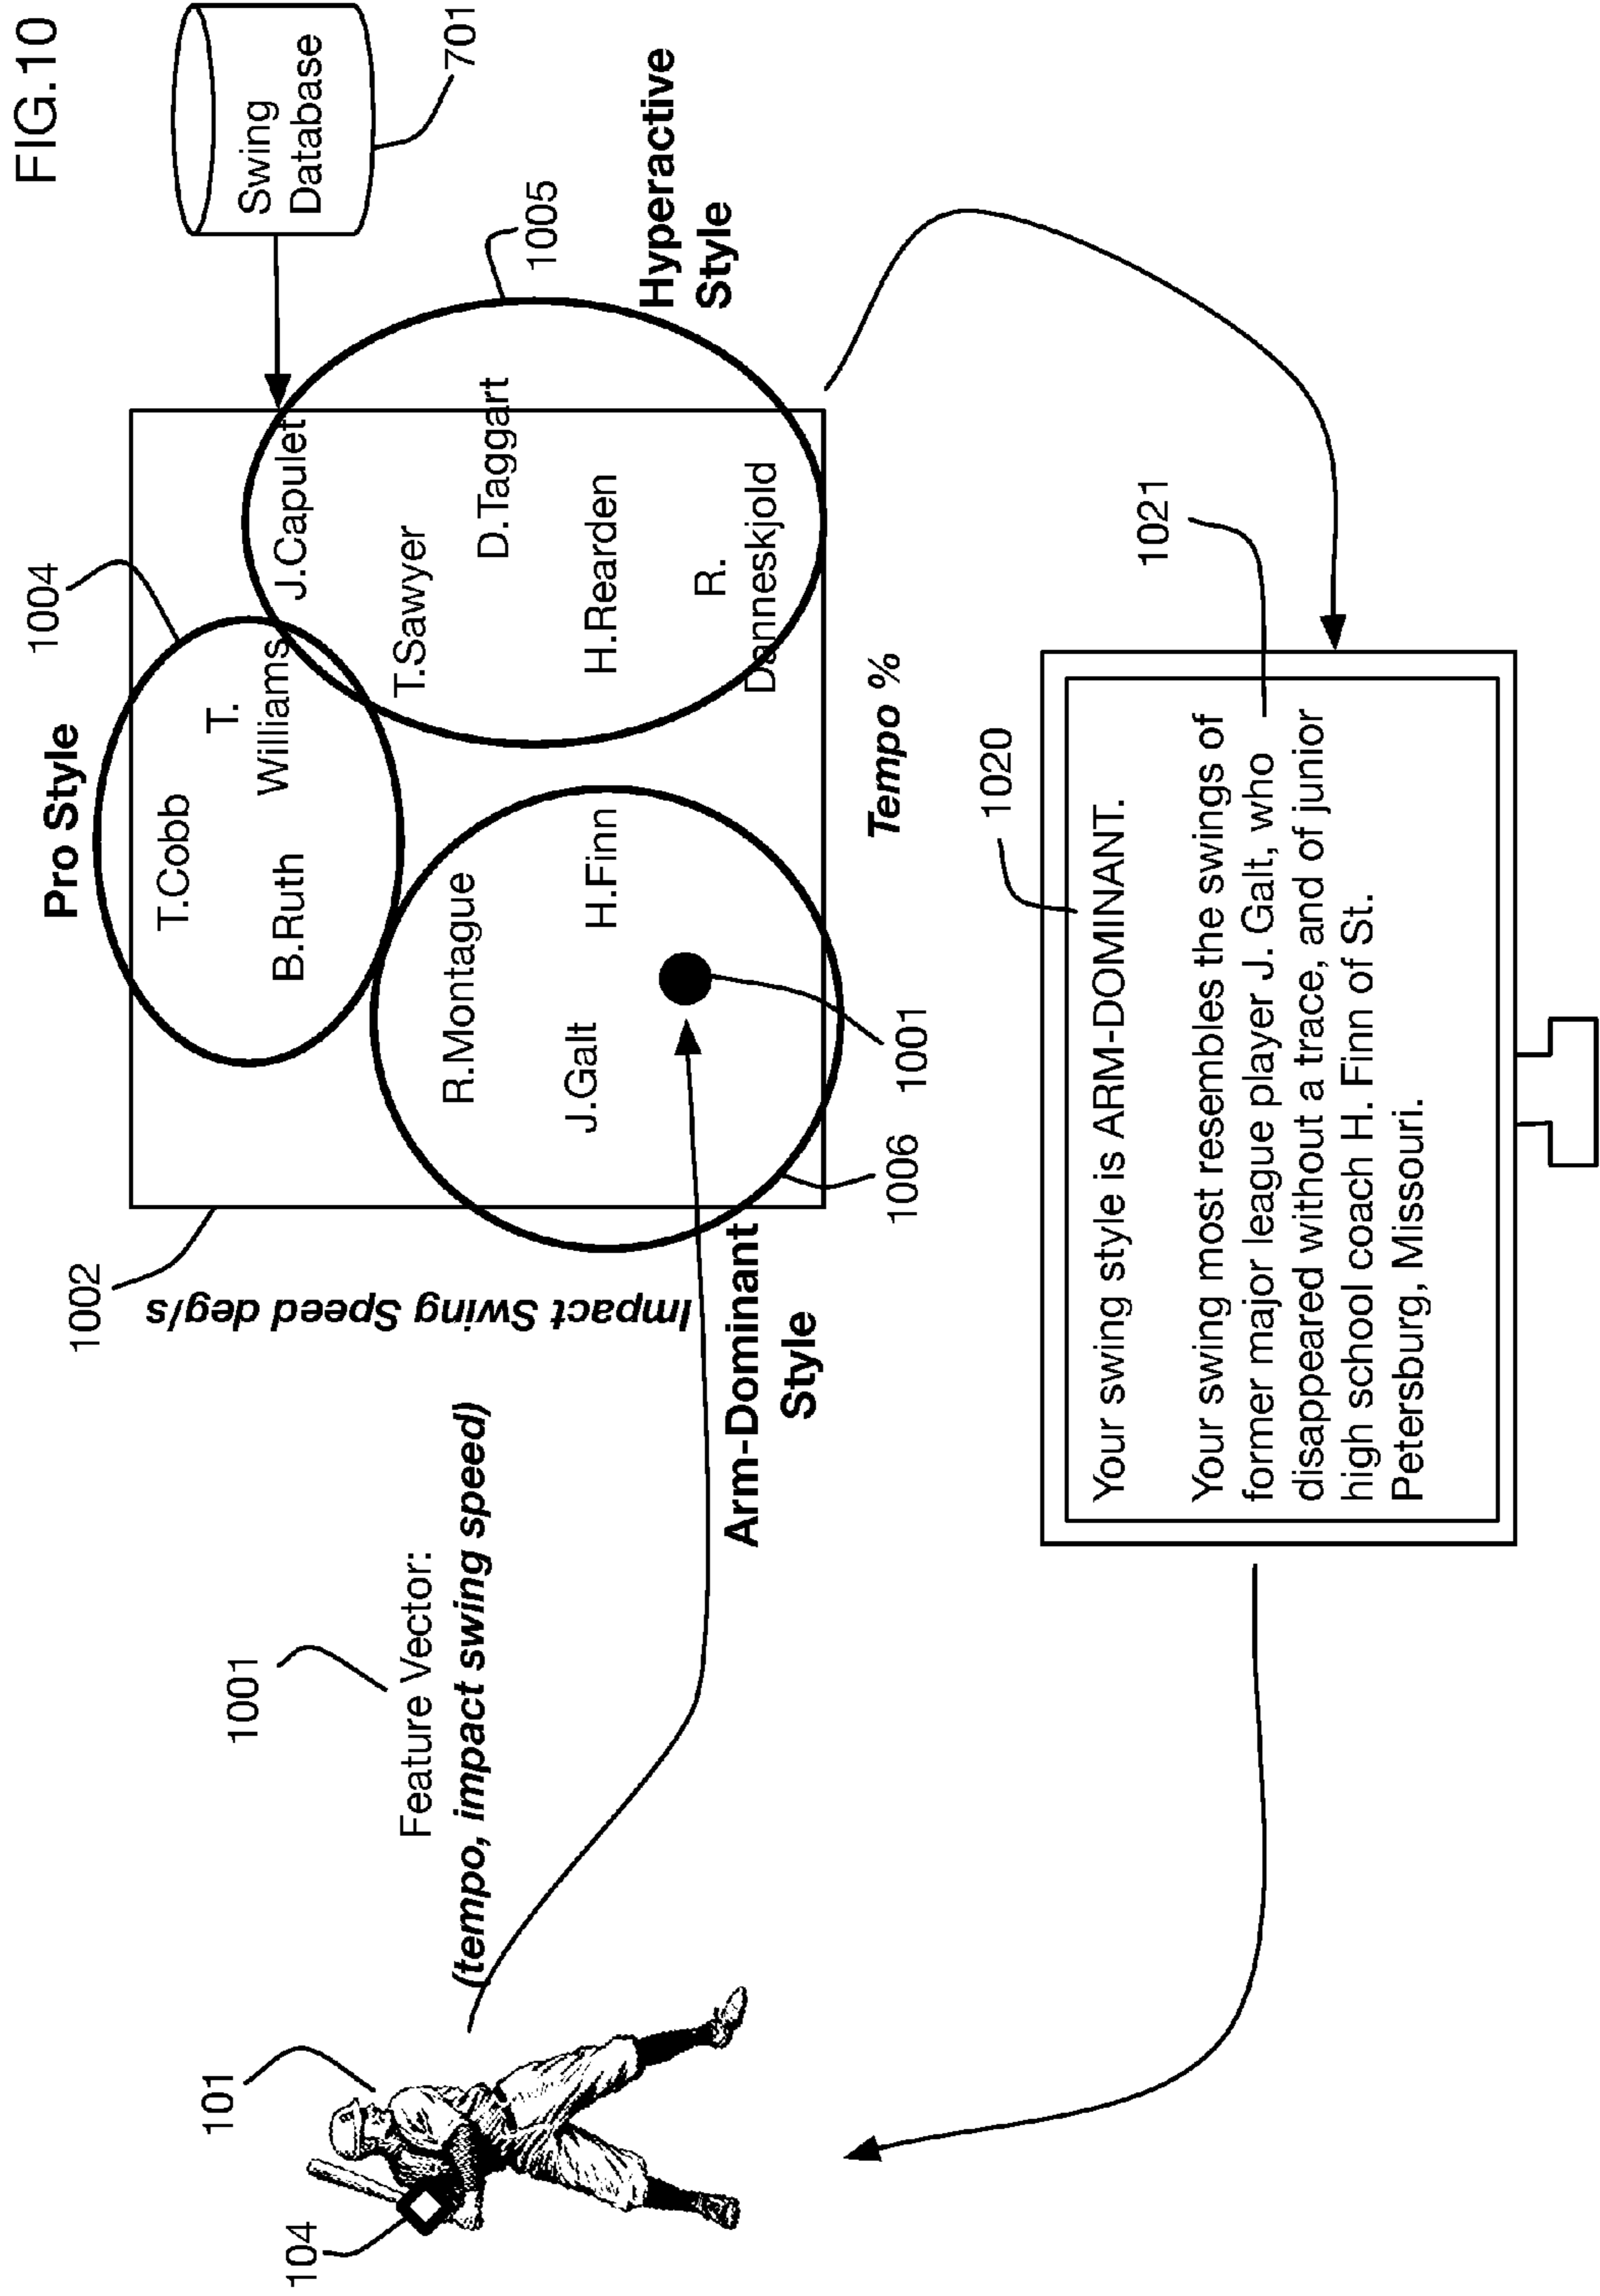 FIG.10
Swing
Database
701
Pro Style
1004
T.Cobb
T.
Williams
B.Ruth
J.Capulet
T.Sawyer
D.Taggart
H.Rearden
R.
Danneskjold
1005
Hyperactive
Style
R.Montague
H.Finn
J.Galt
1001
1006
Tempo %
1002
Impact Swing Speed deg/s
Arm-Dominant
Style
1001
Feature Vector:
(tempo, impact swing speed)
101
104
1020
1021
Your swing style is ARM-DOMINANT.
Your swing most resembles the swings of
former major league player J. Galt, who
disappeared without a trace, and of junior
high school coach H. Finn of St.
Petersburg, Missouri.